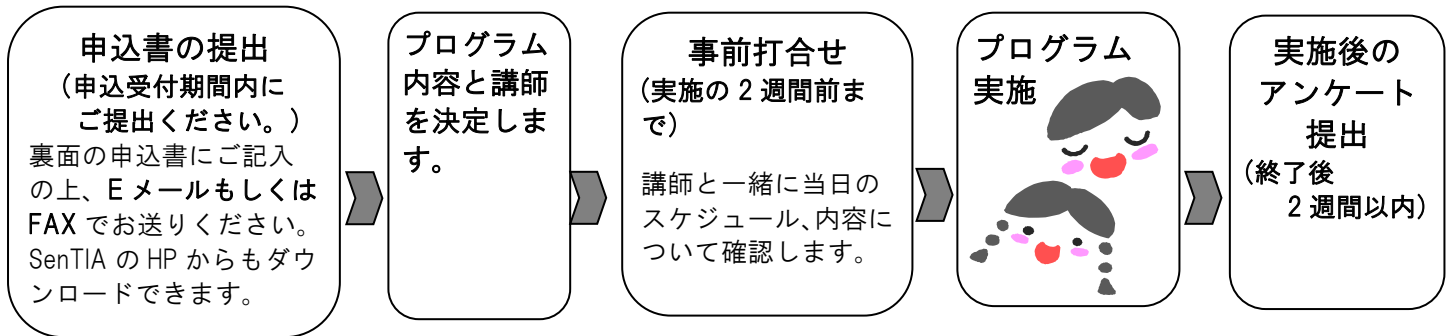 申込書の提出
（申込受付期間内に
ご提出ください。）
裏面の申込書にご記入
の上、Eメールもしくは
FAXでお送りください。
SenTIAのHPからもダウ
ンロードできます。
プログラム
内容と講師
を決定しま
す。
事前打合せ
（実施の2週間前ま
で）
講師と一緒に当日の
スケジュール、内容に
ついて確認します。
プログラム
実施
実施後の
アンケート
提出
（終了後
2週間以内）